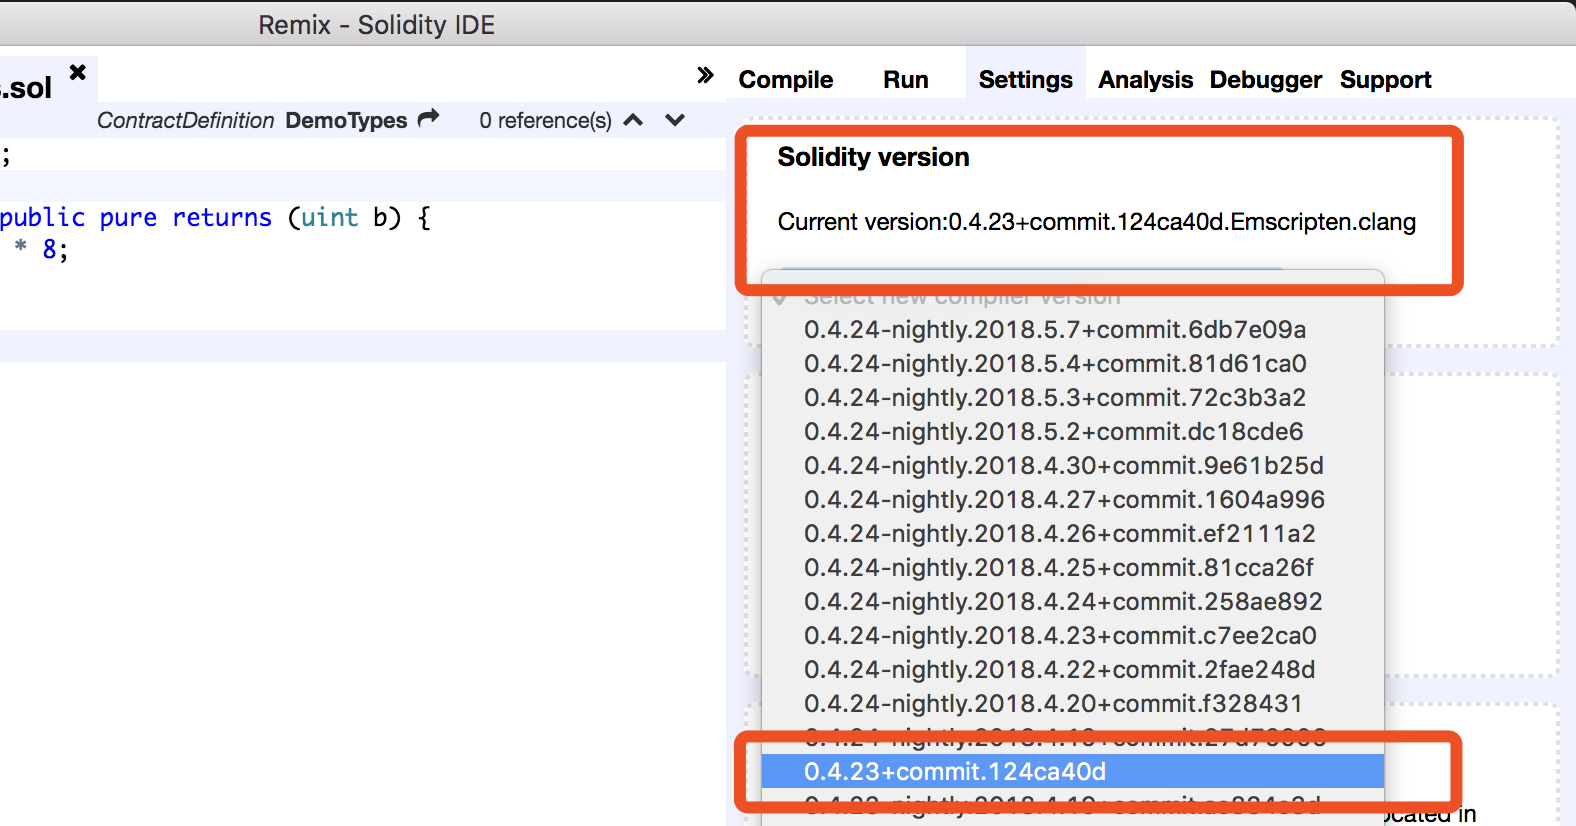 Remix - Solidity IDE
.sol ✖
» Compile Run Settings Analysis Debugger Support
ContractDefinition DemoTypes 0 reference(s)
;
public pure returns (uint b) {
* 8;
Solidity version
Current version:0.4.23+commit.124ca40d.Emscripten.clang
Select new compiler version
0.4.24-nightly.2018.5.7+commit.6db7e09a
0.4.24-nightly.2018.5.4+commit.81d61ca0
0.4.24-nightly.2018.5.3+commit.72c3b3a2
0.4.24-nightly.2018.5.2+commit.dc18cde6
0.4.24-nightly.2018.4.30+commit.9e61b25d
0.4.24-nightly.2018.4.27+commit.1604a996
0.4.24-nightly.2018.4.26+commit.ef2111a2
0.4.24-nightly.2018.4.25+commit.81cca26f
0.4.24-nightly.2018.4.24+commit.258ae892
0.4.24-nightly.2018.4.23+commit.c7ee2ca0
0.4.24-nightly.2018.4.22+commit.2fae248d
0.4.24-nightly.2018.4.20+commit.f328431
0.4.23+commit.124ca40d
in